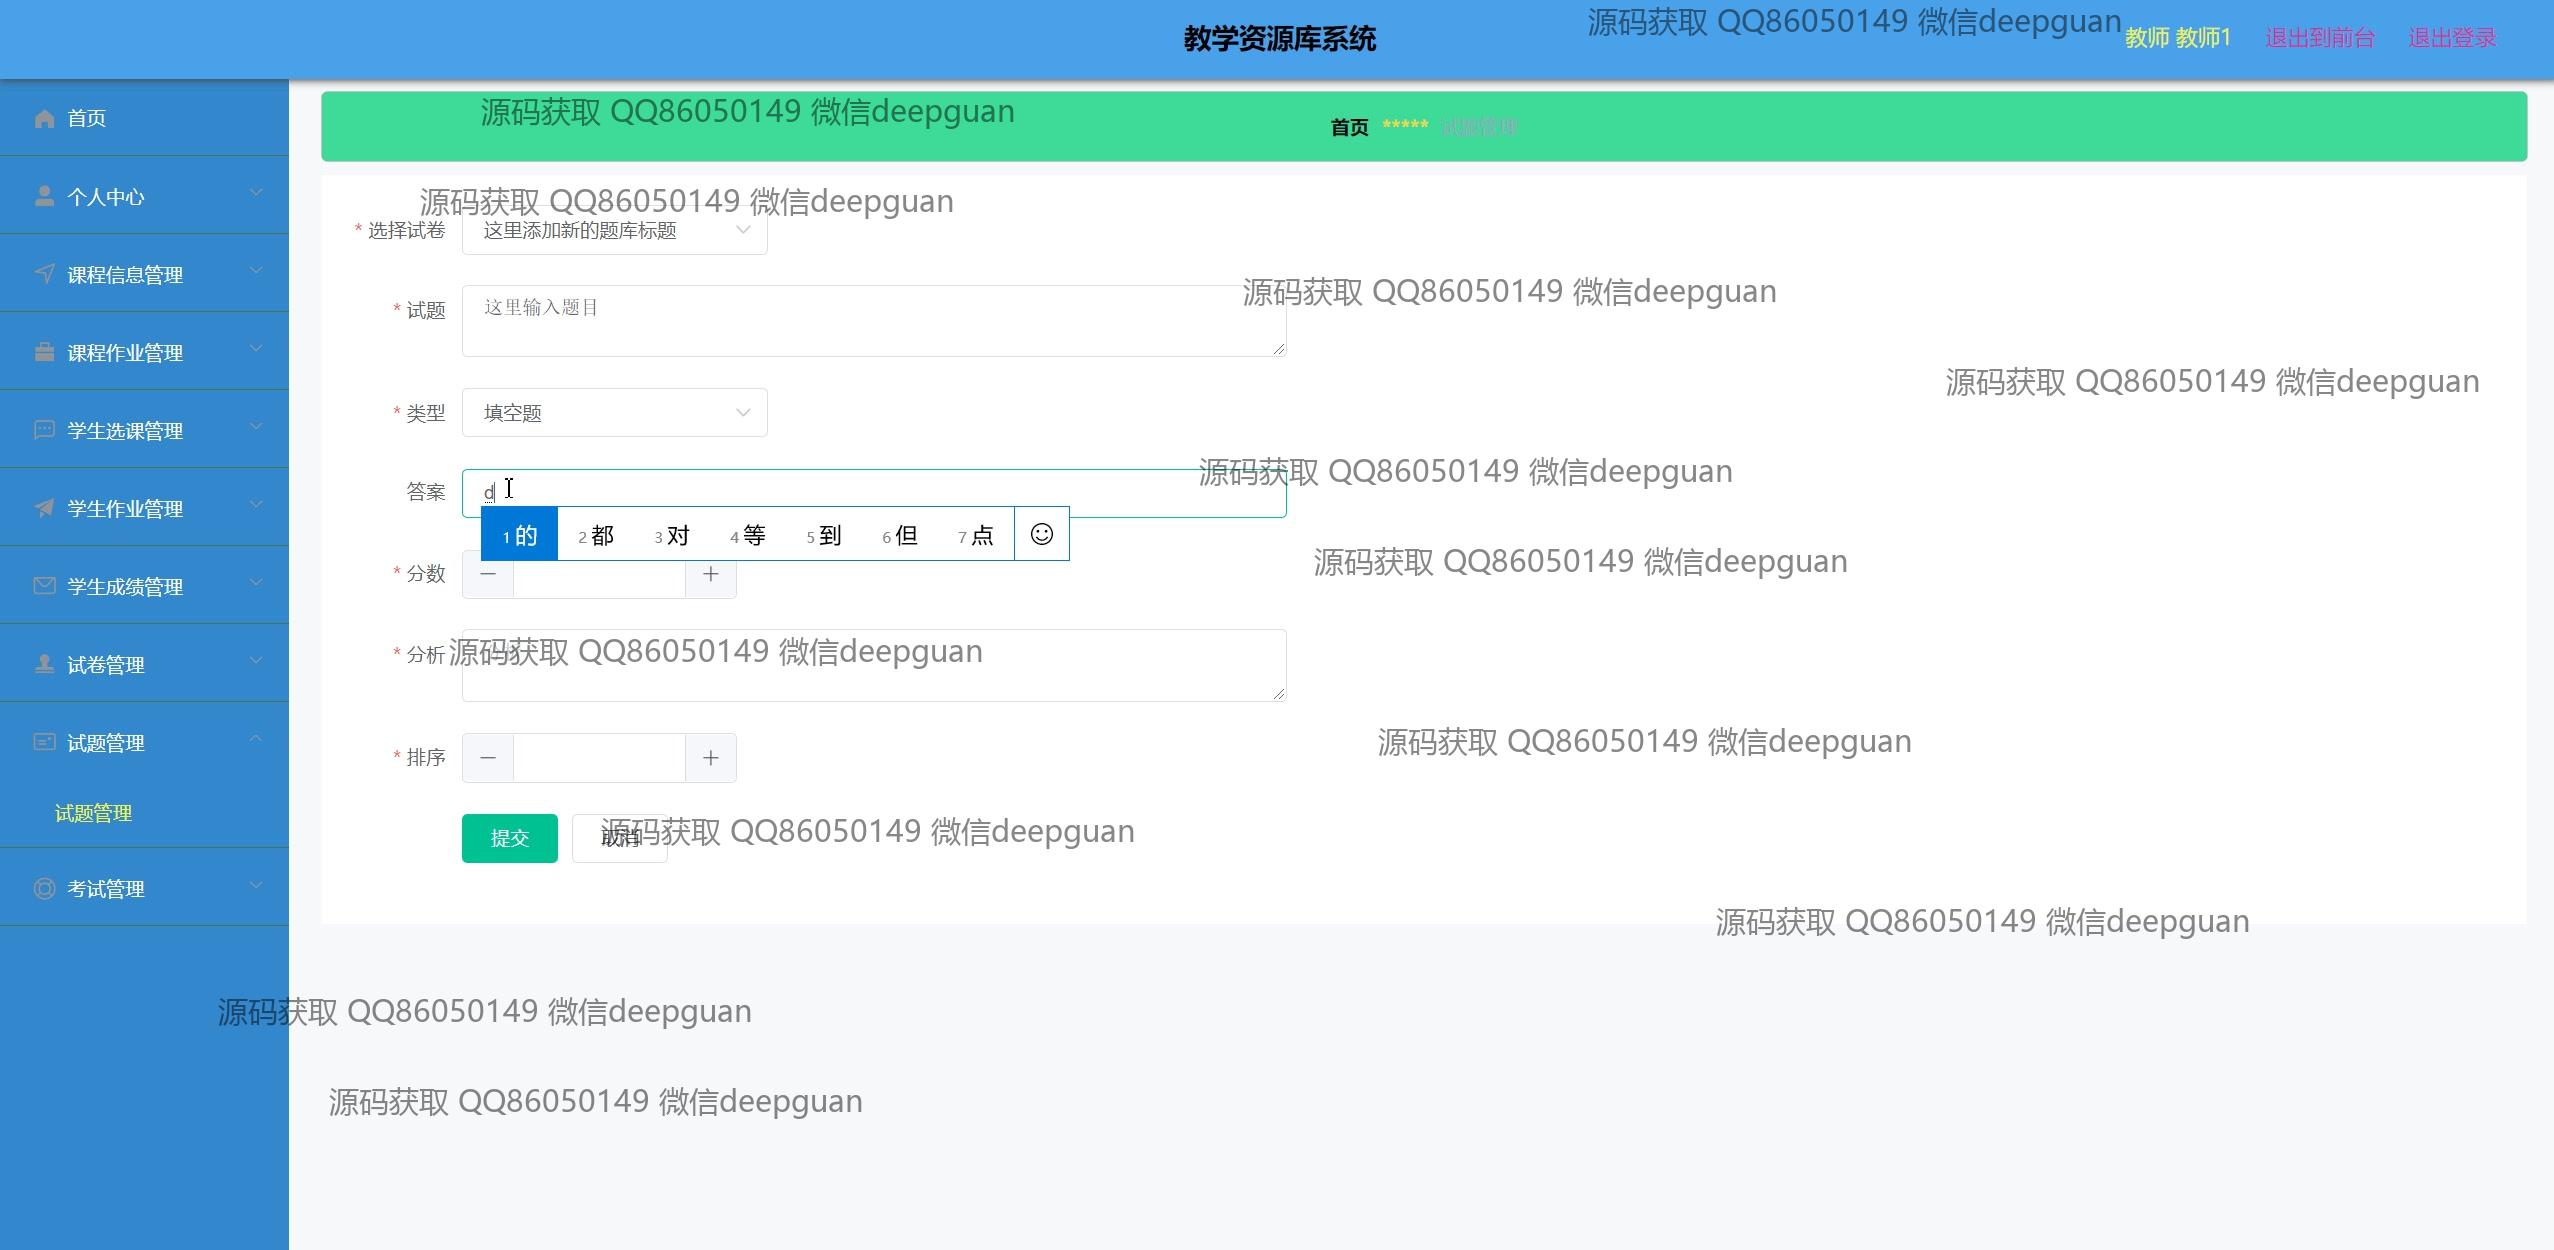 教学资源库系统
源码获取 QQ86050149 微信deepguan
教师 教师1
退出到前台
退出登录
首页
个人中心
课程信息管理
课程作业管理
学生选课管理
学生作业管理
学生成绩管理
试卷管理
试题管理
试题管理
考试管理
源码获取 QQ86050149 微信deepguan
首页 ***** 试题管理
源码获取 QQ86050149 微信deepguan
* 选择试卷 这里添加新的题库标题
源码获取 QQ86050149 微信deepguan
* 试题 这里输入题目
源码获取 QQ86050149 微信deepguan
* 类型 填空题
源码获取 QQ86050149 微信deepguan
答案 d
1 的 2 都 3 对 4 等 5 到 6 但 7 点
源码获取 QQ86050149 微信deepguan
* 分数 − +
* 分析
源码获取 QQ86050149 微信deepguan
源码获取 QQ86050149 微信deepguan
* 排序 − +
源码获取 QQ86050149 微信deepguan
提交 取消
源码获取 QQ86050149 微信deepguan
源码获取 QQ86050149 微信deepguan
源码获取 QQ86050149 微信deepguan